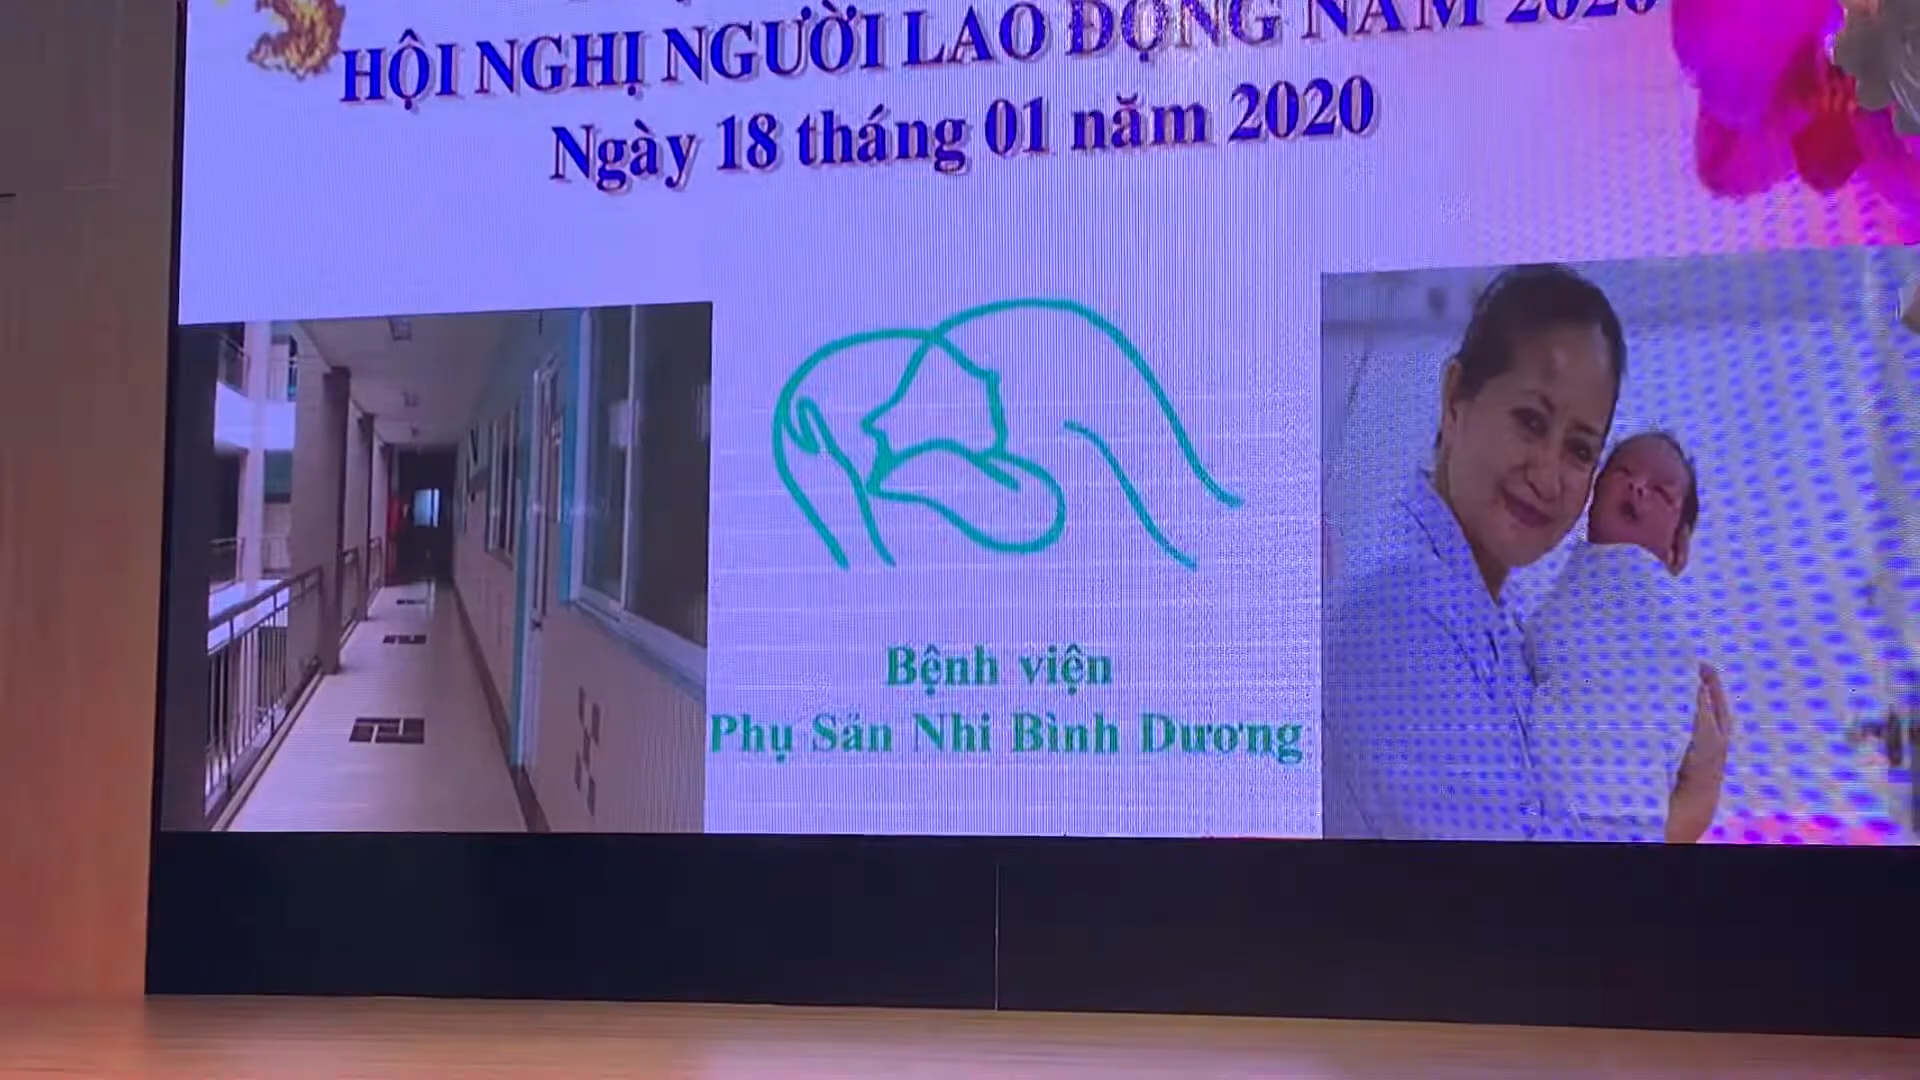 HỘI NGHỊ NGƯỜI LAO ĐỘNG NĂM 2020
Ngày 18 tháng 01 năm 2020
Bệnh viện
Phụ Sản Nhi Bình Dương